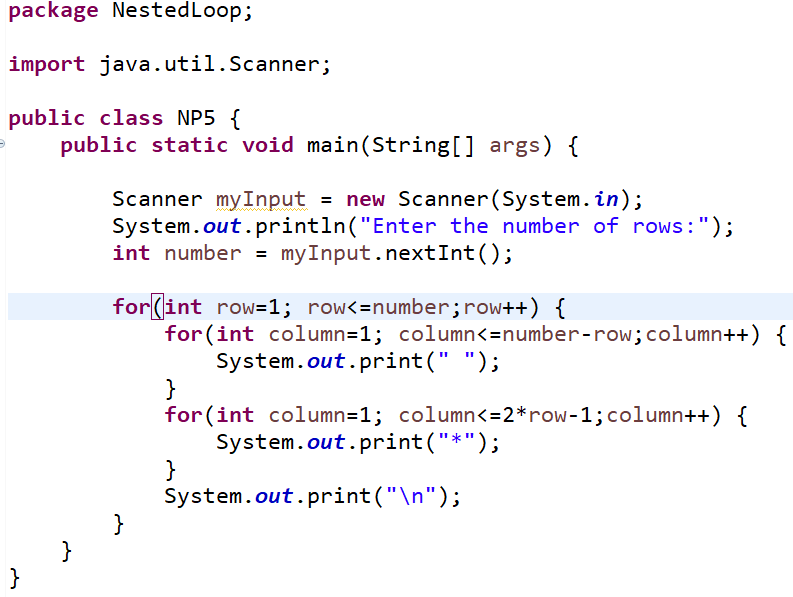 package NestedLoop;
import java.util.Scanner;
public class NP5 {
    public static void main(String[] args) {
        Scanner myInput = new Scanner(System.in);
        System.out.println("Enter the number of rows:");
        int number = myInput.nextInt();
        for(int row=1; row<=number;row++) {
            for(int column=1; column<=number-row;column++) {
                System.out.print(" ");
            }
            for(int column=1; column<=2*row-1;column++) {
                System.out.print("*");
            }
            System.out.print("\n");
        }
    }
}